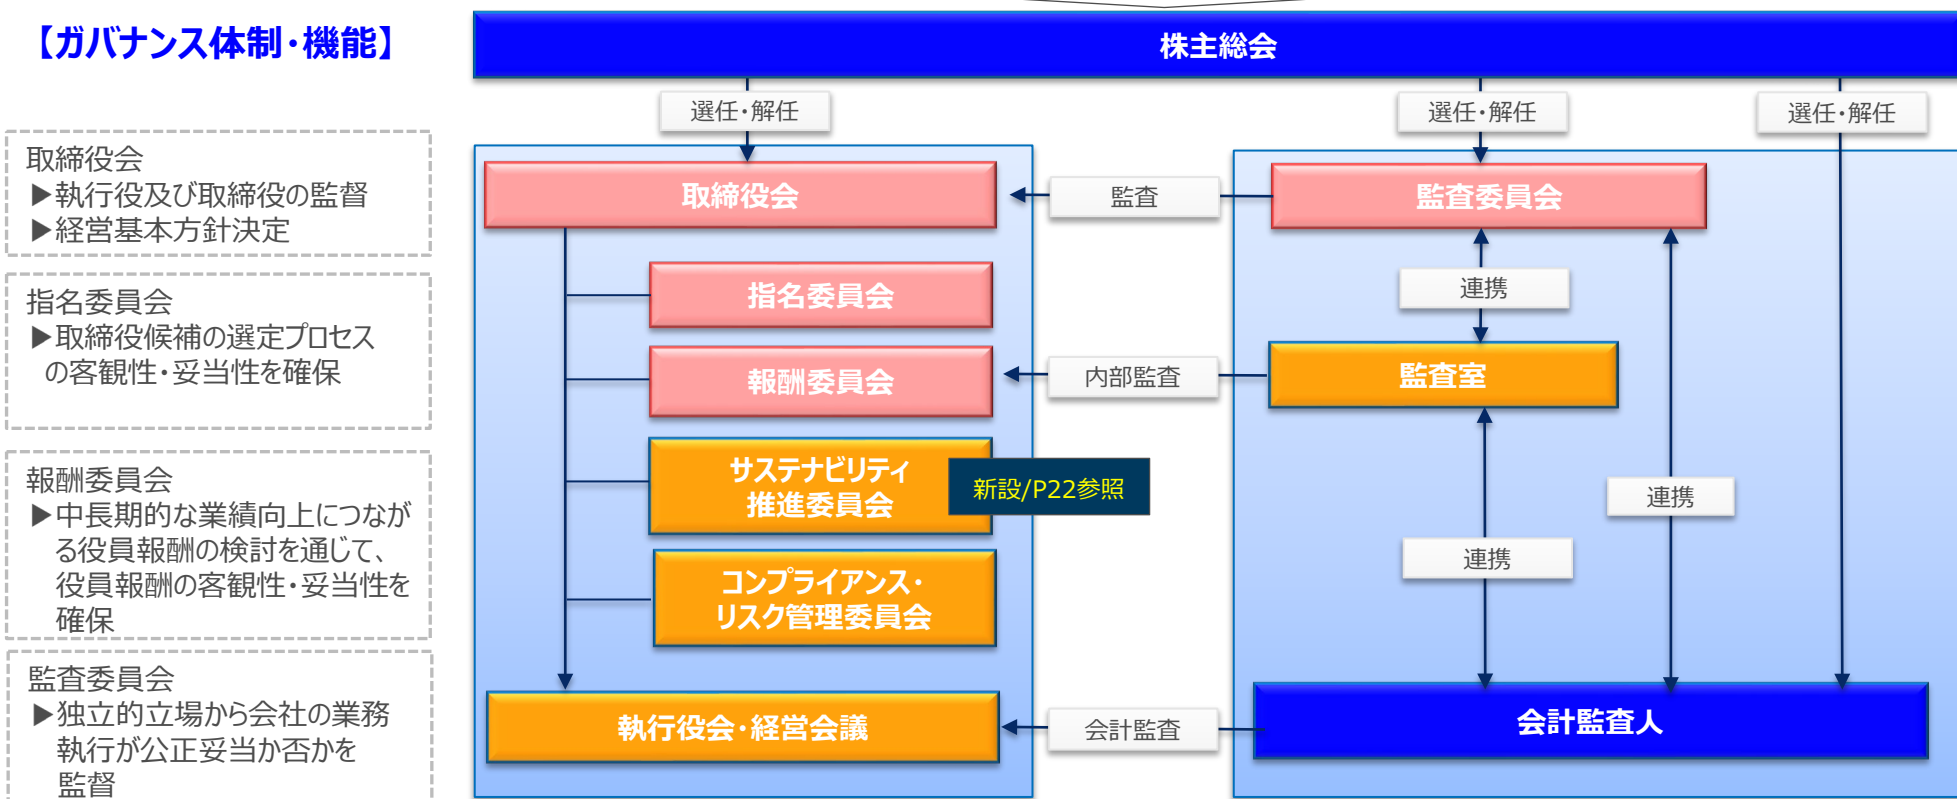 【ガバナンス体制・機能】
株主総会
選任・解任
選任・解任
選任・解任
取締役会
▶執行役及び取締役の監督
▶経営基本方針決定
指名委員会
▶取締役候補の選定プロセス
の客観性・妥当性を確保
報酬委員会
▶中長期的な業績向上につなが
る役員報酬の検討を通じて、
役員報酬の客観性・妥当性を
確保
監査委員会
▶独立的立場から会社の業務
執行が公正妥当か否かを
監督
取締役会
監査
監査委員会
指名委員会
連携
報酬委員会
内部監査
監査室
サステナビリティ
推進委員会
新設/P22参照
連携
コンプライアンス・
リスク管理委員会
連携
執行役会・経営会議
会計監査
会計監査人